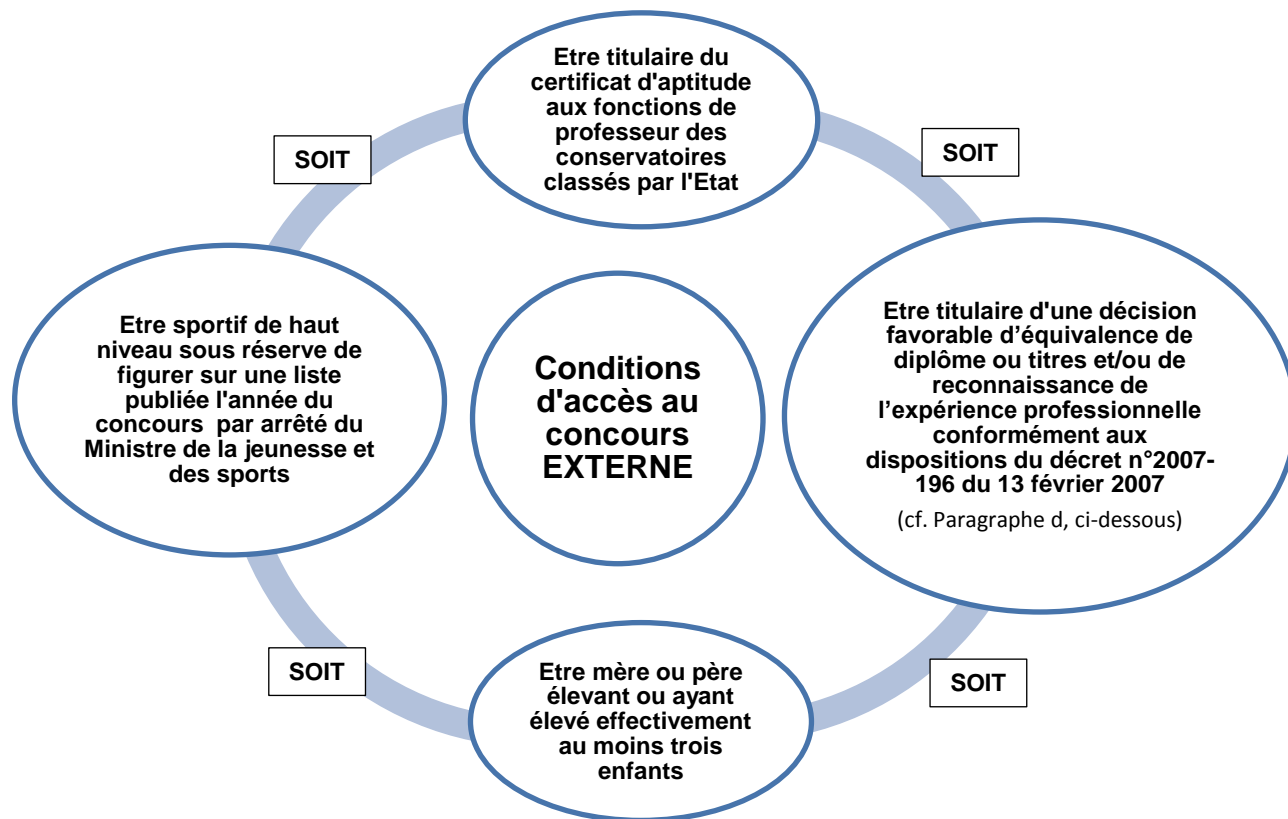 Etre titulaire du
certificat d'aptitude
aux fonctions de
professeur des
conservatoires
classés par l'Etat
SOIT
SOIT
Etre sportif de haut
niveau sous réserve de
figurer sur une liste
publiée l'année du
concours par arrêté du
Ministre de la jeunesse et
des sports
Conditions
d'accès au
concours
EXTERNE
Etre titulaire d'une décision
favorable d’équivalence de
diplôme ou titres et/ou de
reconnaissance de
l’expérience professionnelle
conformément aux
dispositions du décret n°2007-
196 du 13 février 2007
(cf. Paragraphe d, ci-dessous)
SOIT
SOIT
Etre mère ou père
élevant ou ayant
élevé effectivement
au moins trois
enfants